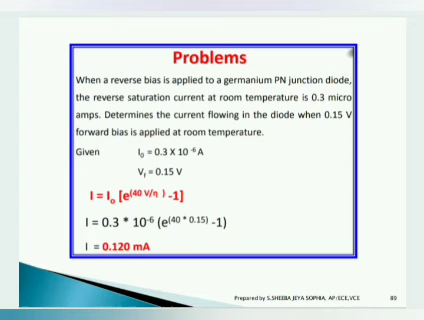 Problems
When a reverse bias is applied to a germanium PN junction diode,
the reverse saturation current at room temperature is 0.3 micro
amps. Determines the current flowing in the diode when 0.15 V
forward bias is applied at room temperature.
Given I₀ = 0.3 X 10 ⁻⁶ A
V_f = 0.15 V
I = I₀ [e⁽⁴⁰ ⱽ/ᶯ ⁾ -1]
I = 0.3 * 10⁻⁶ (e⁽⁴⁰ * ⁰·¹⁵⁾ -1)
I = 0.120 mA
Prepared by S.SHEEBA JEYA SOPHIA, AP/ECE,VCE 89